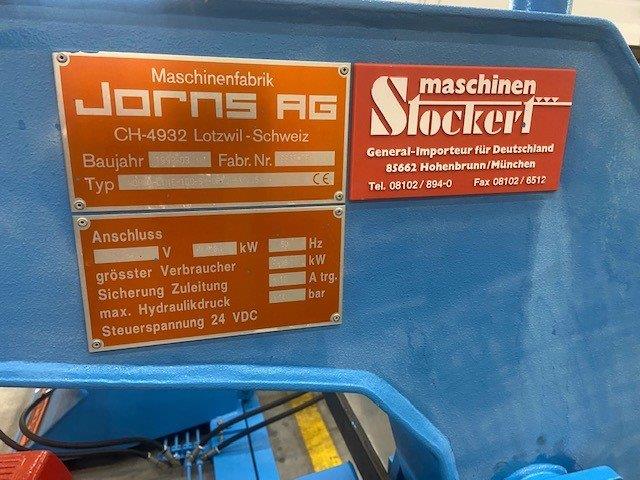 Maschinenfabrik
Jorns AG
CH-4932 Lotzwil - Schweiz
Baujahr Fabr. Nr.
Typ CE
Anschluss
V kW Hz
grösster Verbraucher kW
Sicherung Zuleitung A trg.
max. Hydraulikdruck bar
Steuerspannung 24 VDC
maschinen
Stockert
General-Importeur für Deutschland
85662 Hohenbrunn/München
Tel. 08102/894-0 Fax 08102/6512